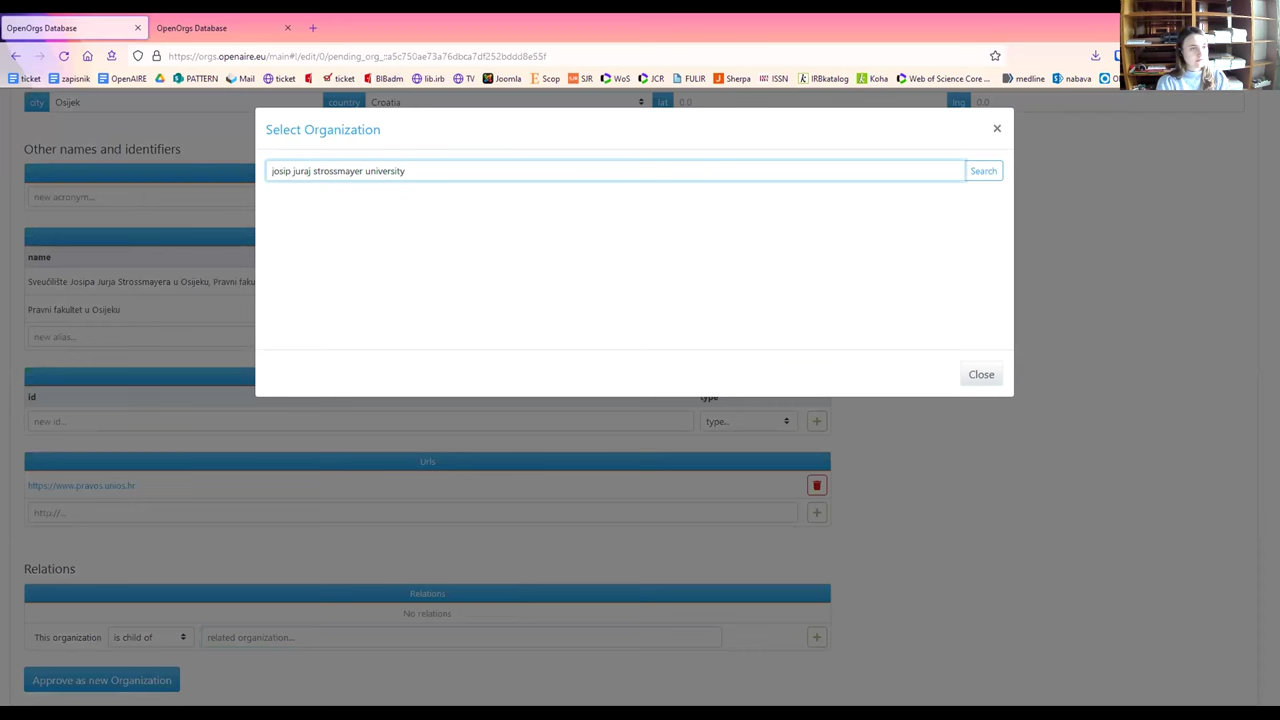 OpenOrgs Database
OpenOrgs Database
https://orgs.openaire.eu/main#!/edit/0/pending_org_::a5c750ae73a76dbca7df252bddd8e55f
ticket zapisnik OpenAIRE PATTERN Mail ticket ticket BIBadm lib.irb TV Joomla Scop SJR WoS JCR FULIR Sherpa ISSN IRBkatalog Koha Web of Science Core ... medline nabava
city Osijek country Croatia lat 0.0 lng 0.0
Select Organization
×
Other names and identifiers
josip juraj strossmayer university Search
new acronym...
name
Sveučilište Josipa Jurja Strossmayera u Osijeku, Pravni faku
Pravni fakultet u Osijeku
new alias...
Close
id type
new id... type...
Urls
https://www.pravos.unios.hr
http://...
Relations
Relations
No relations
This organization is child of related organization...
Approve as new Organization